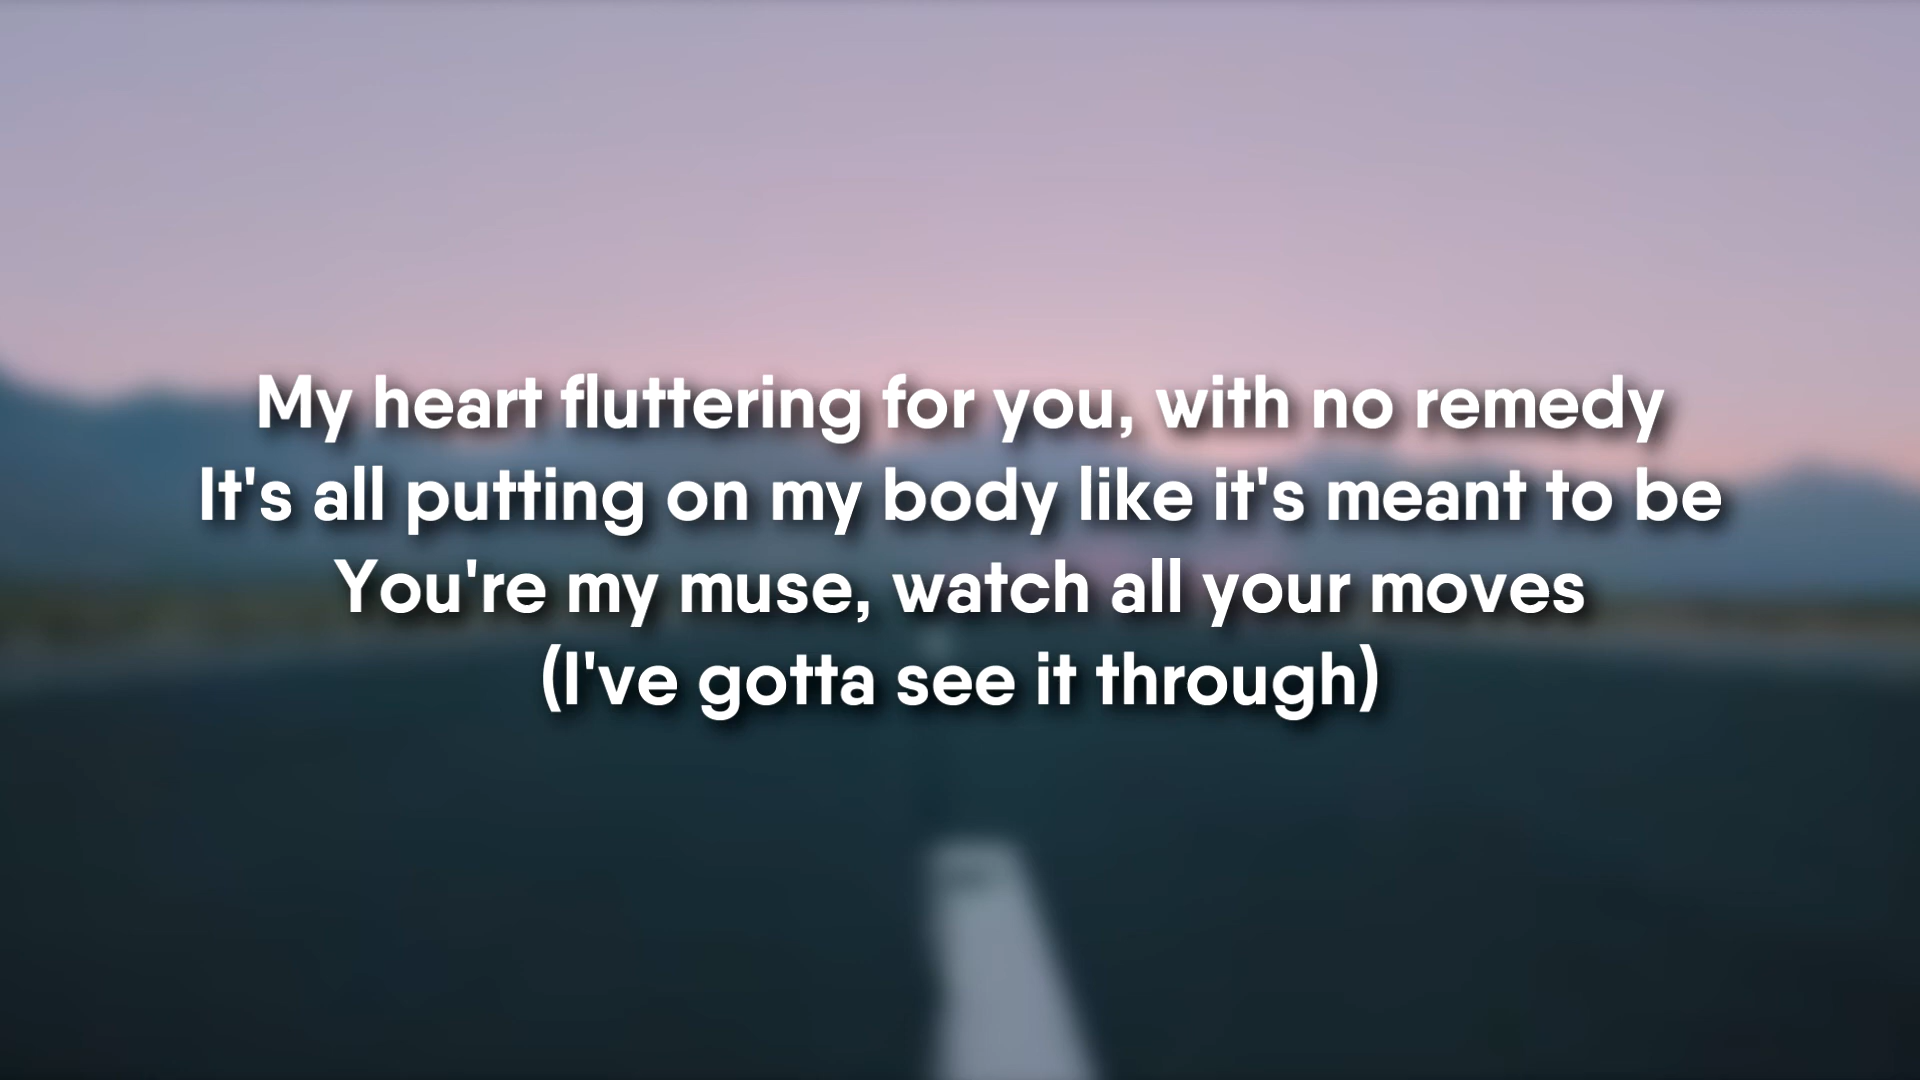 My heart fluttering for you, with no remedy
It's all putting on my body like it's meant to be
You're my muse, watch all your moves
(I've gotta see it through)